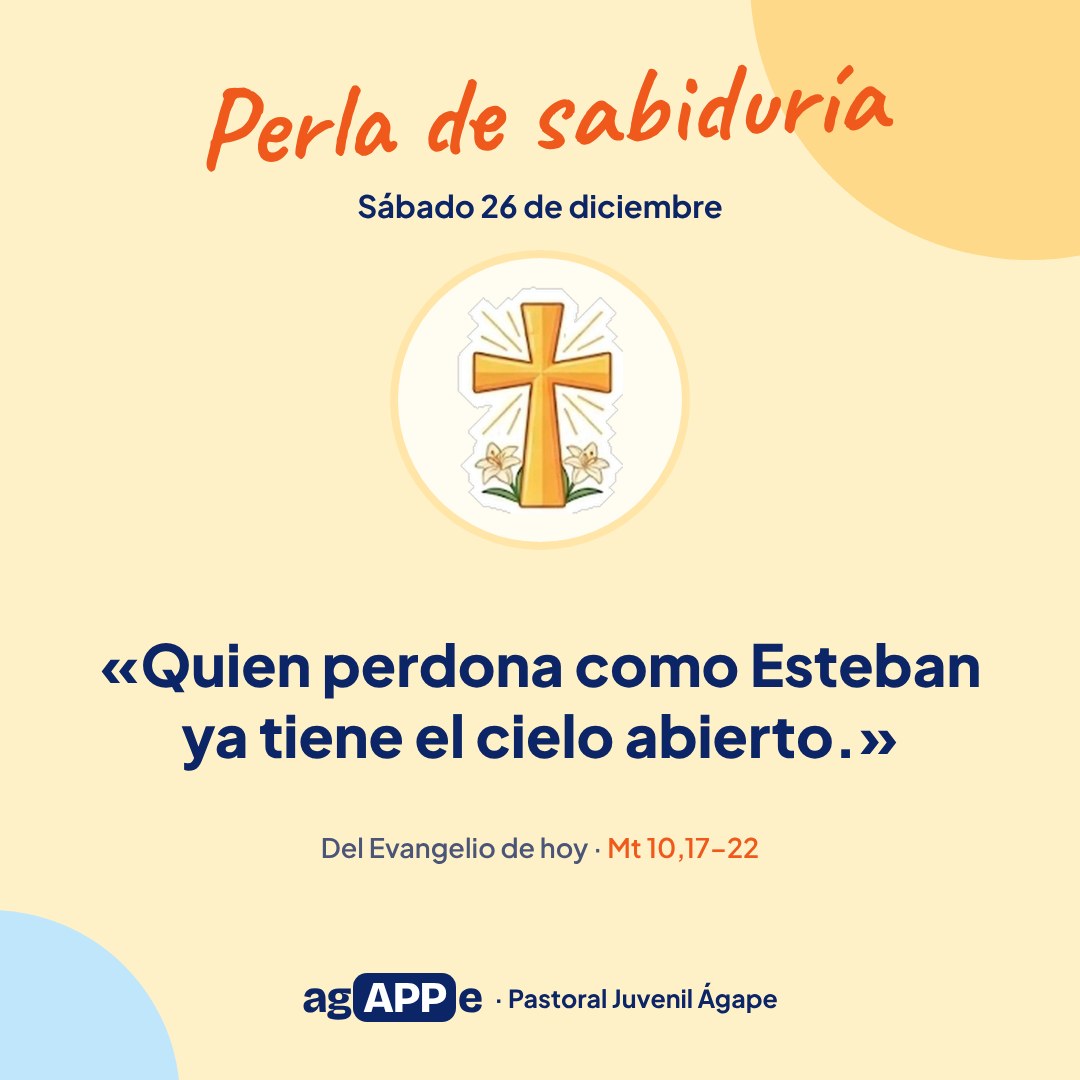 Perla de sabiduría
Sábado 26 de diciembre
«Quien perdona como Esteban
ya tiene el cielo abierto.»
Del Evangelio de hoy · Mt 10,17–22
agAPPe · Pastoral Juvenil Ágape